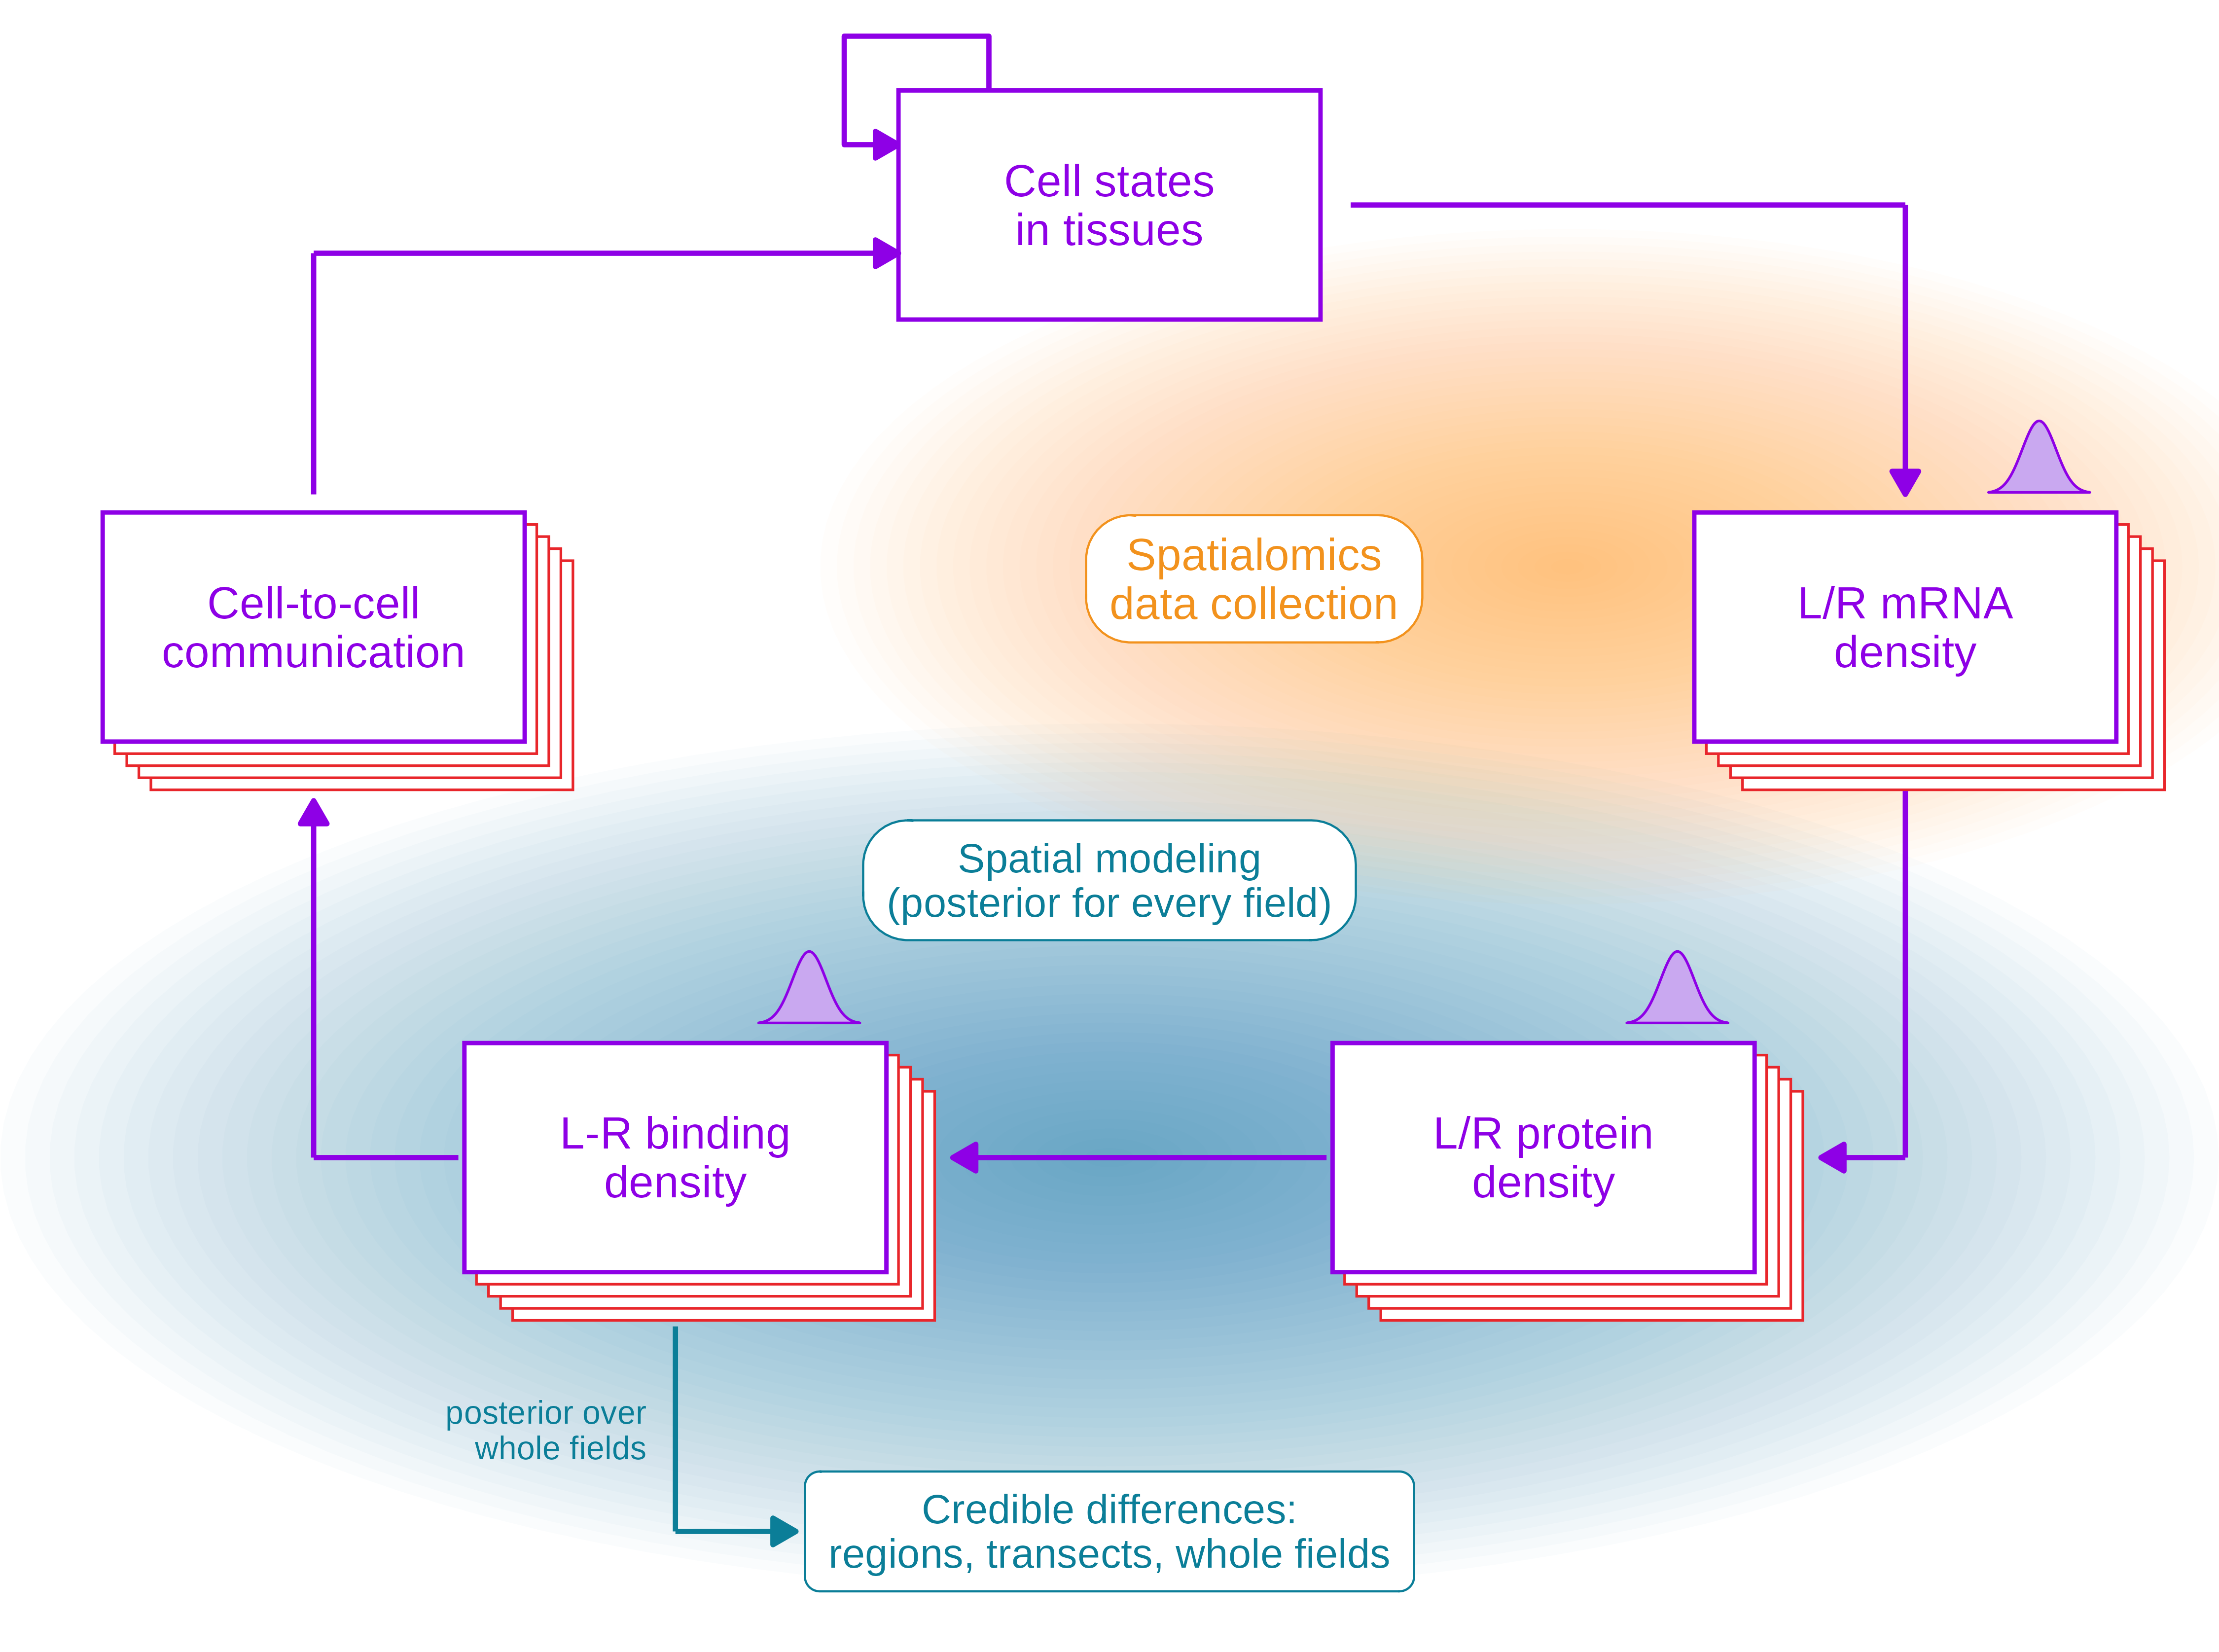 Cell states
in tissues
Spatialomics
data collection
Cell-to-cell
communication
L/R mRNA
density
Spatial modeling
(posterior for every field)
L-R binding
density
L/R protein
density
posterior over
whole fields
Credible differences:
regions, transects, whole fields